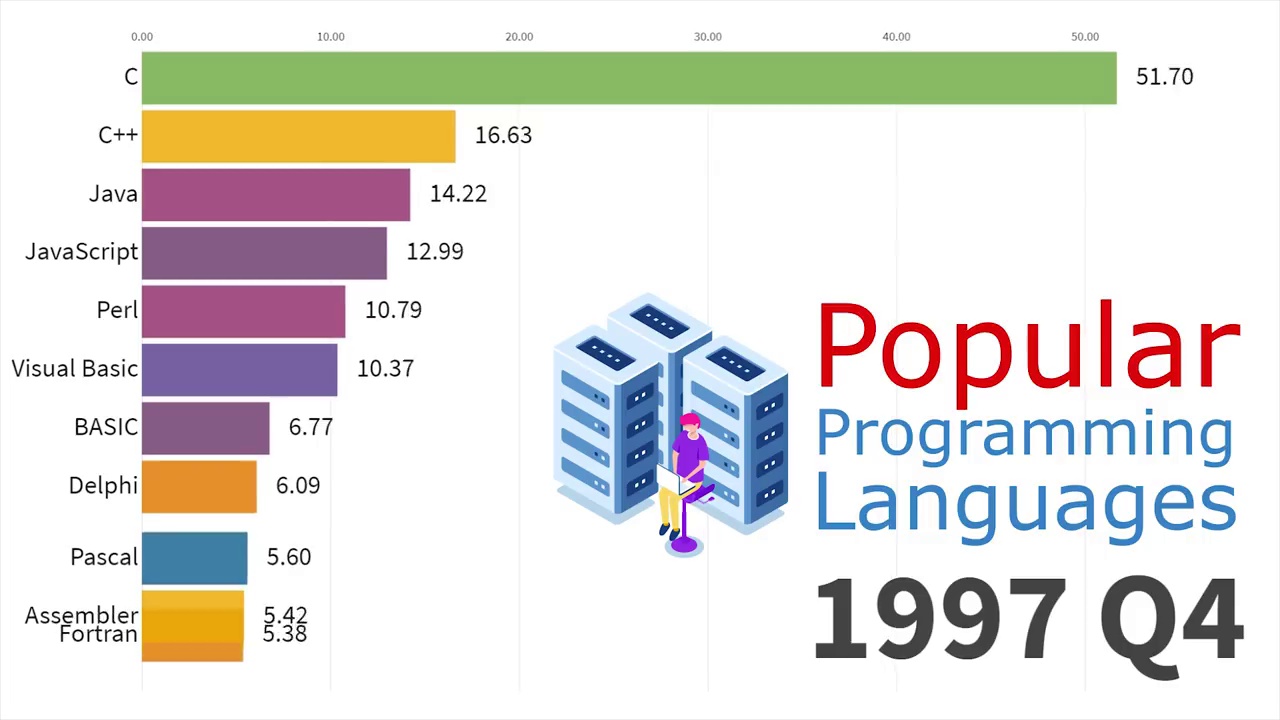 0.00 10.00 20.00 30.00 40.00 50.00
C 51.70
C++ 16.63
Java 14.22
JavaScript 12.99
Perl 10.79
Visual Basic 10.37
BASIC 6.77
Delphi 6.09
Pascal 5.60
Assembler 5.42
Fortran 5.38
Popular
Programming
Languages
1997 Q4